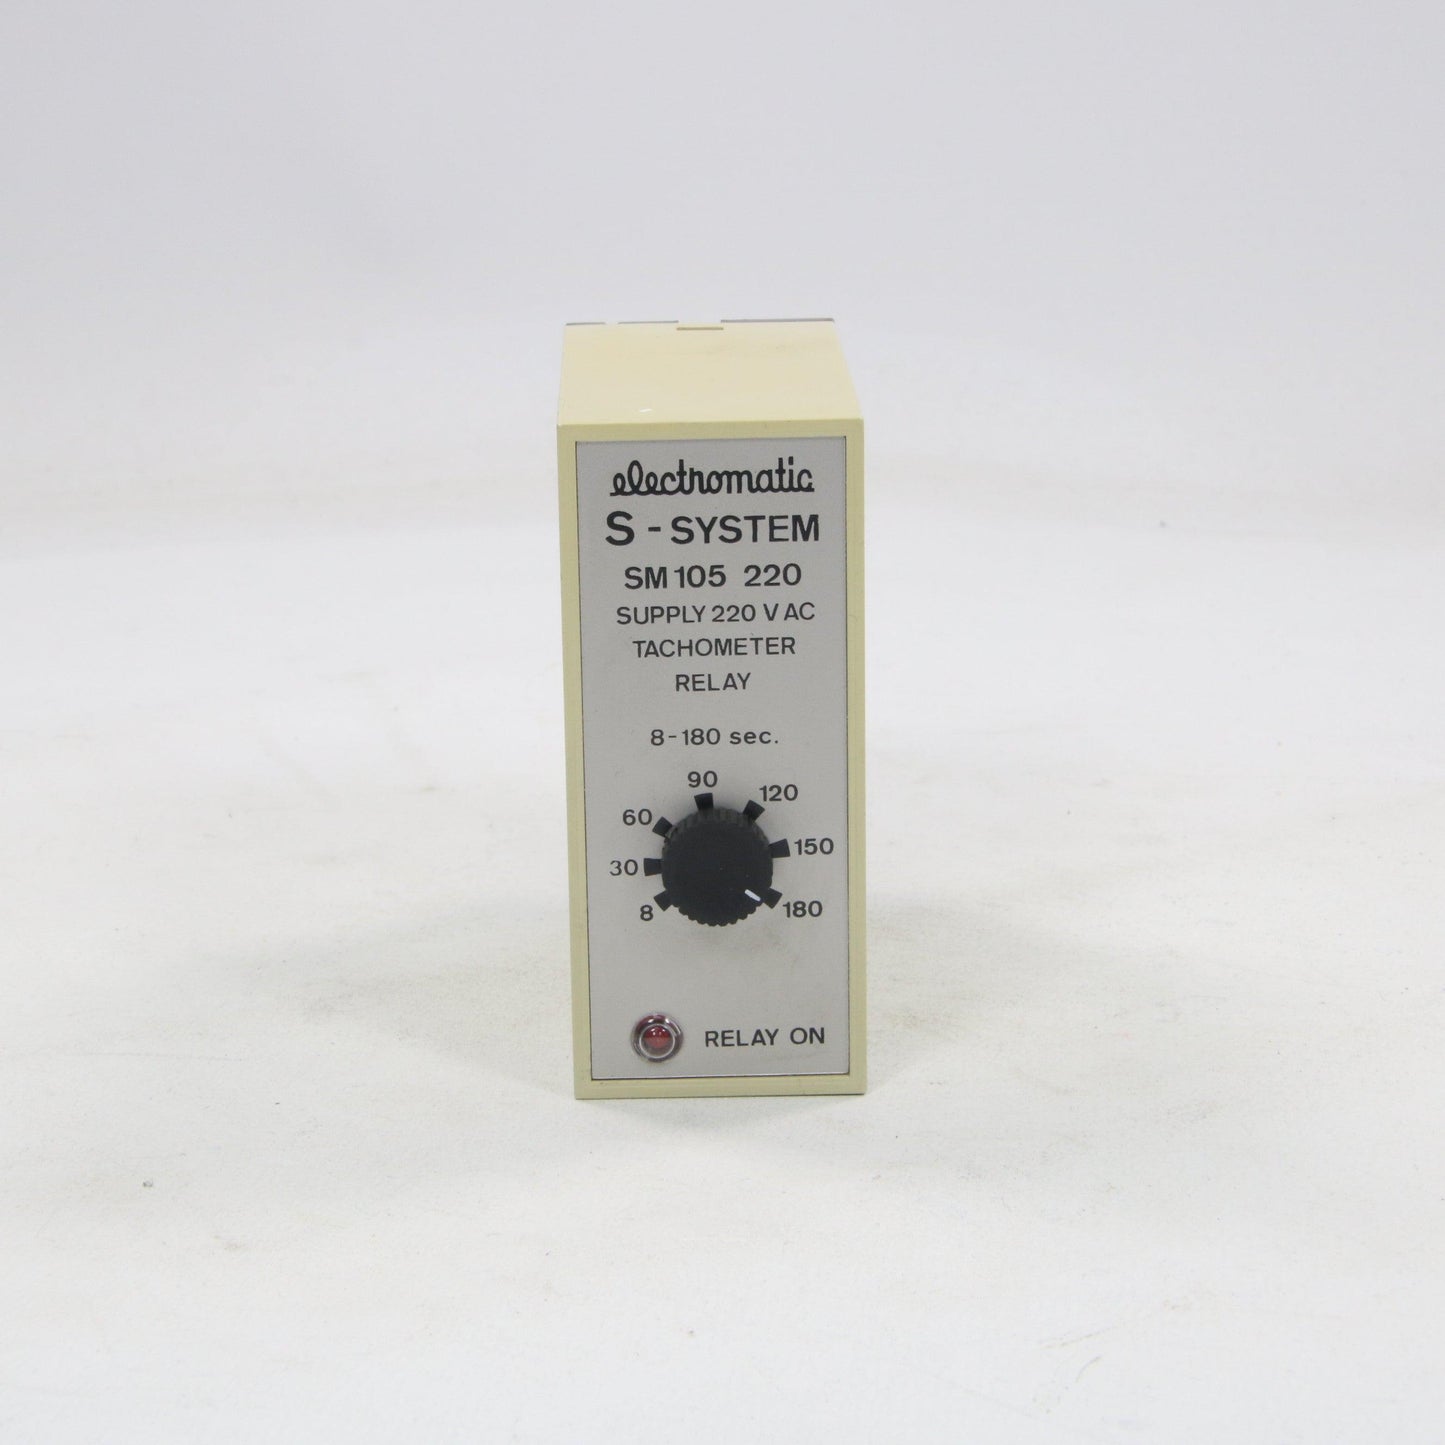 electromatic
S - SYSTEM
SM 105 220
SUPPLY 220 V AC
TACHOMETER
RELAY
8-180 sec.
90
120
60
150
30
180
8
RELAY ON